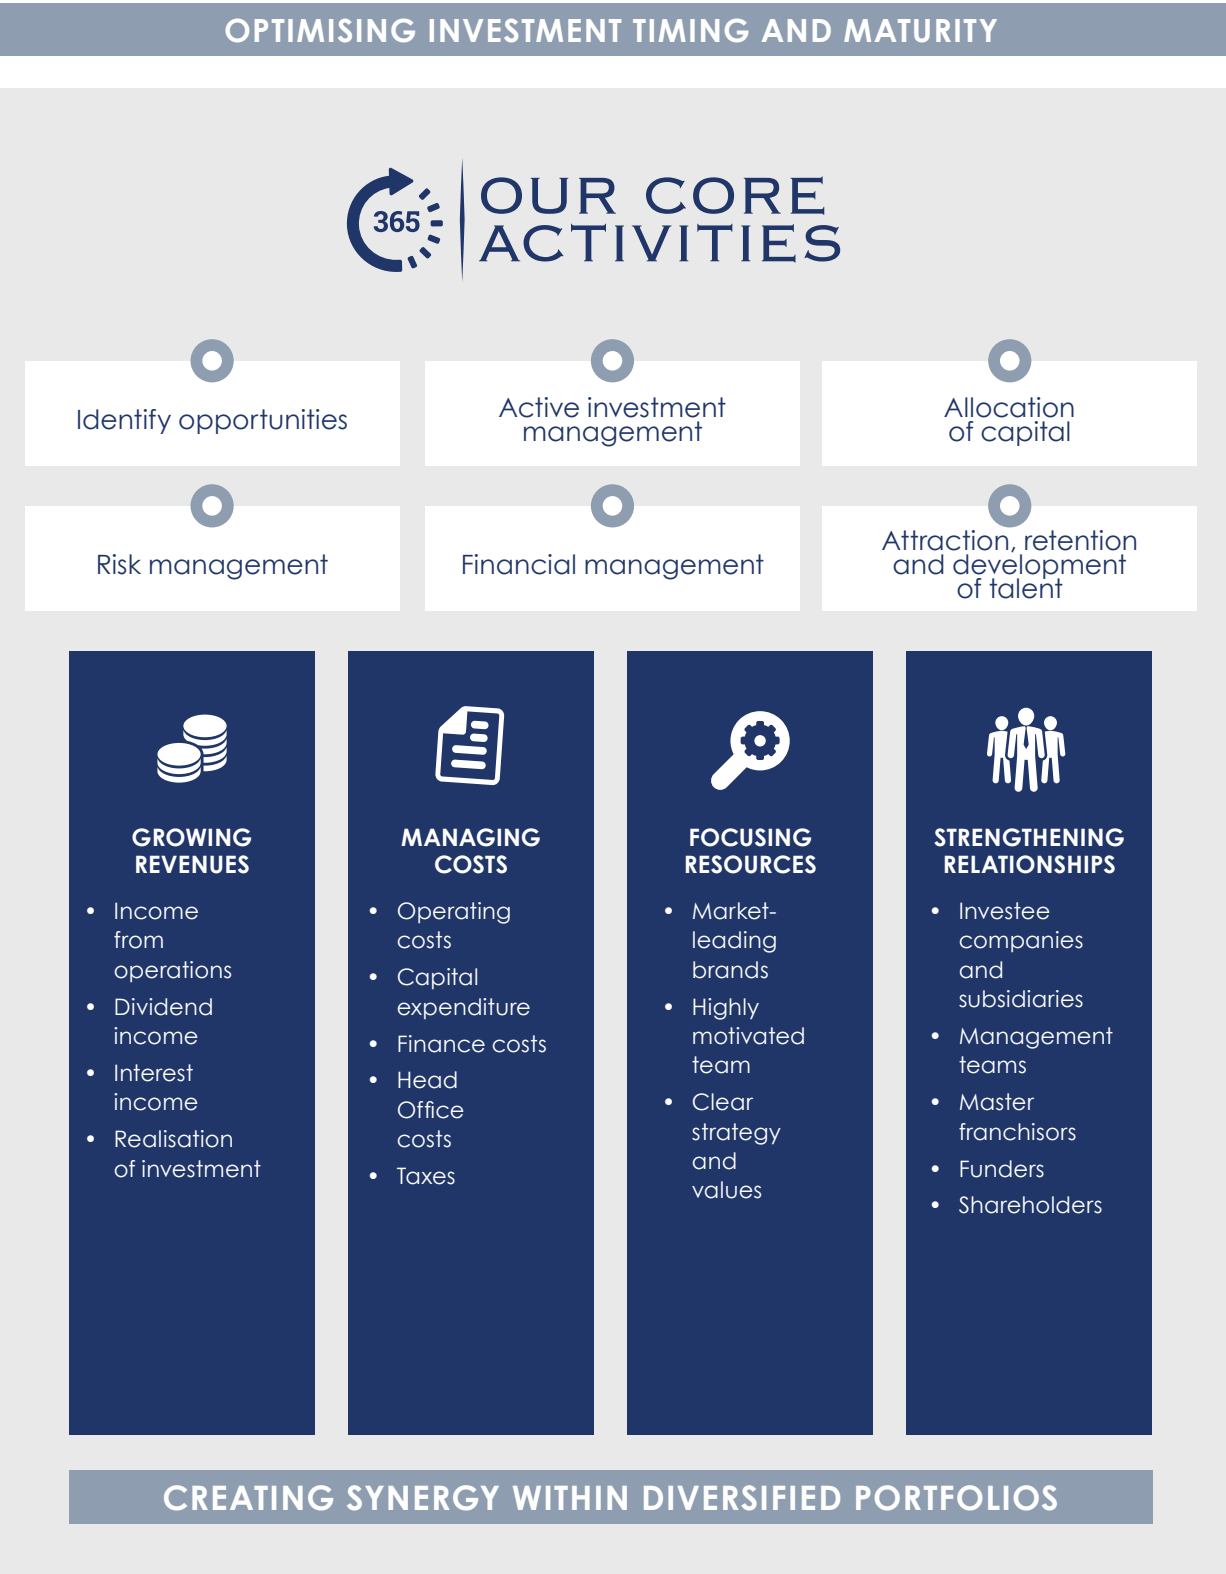 OPTIMISING INVESTMENT TIMING AND MATURITY
365
OUR CORE
ACTIVITIES
Identify opportunities
Active investment
management
Allocation
of capital
Risk management
Financial management
Attraction, retention
and development
of talent
GROWING
REVENUES
• Income
from
operations
• Dividend
income
• Interest
income
• Realisation
of investment
MANAGING
COSTS
• Operating
costs
• Capital
expenditure
• Finance costs
• Head
Office
costs
• Taxes
FOCUSING
RESOURCES
• Market-
leading
brands
• Highly
motivated
team
• Clear
strategy
and
values
STRENGTHENING
RELATIONSHIPS
• Investee
companies
and
subsidiaries
• Management
teams
• Master
franchisors
• Funders
• Shareholders
CREATING SYNERGY WITHIN DIVERSIFIED PORTFOLIOS